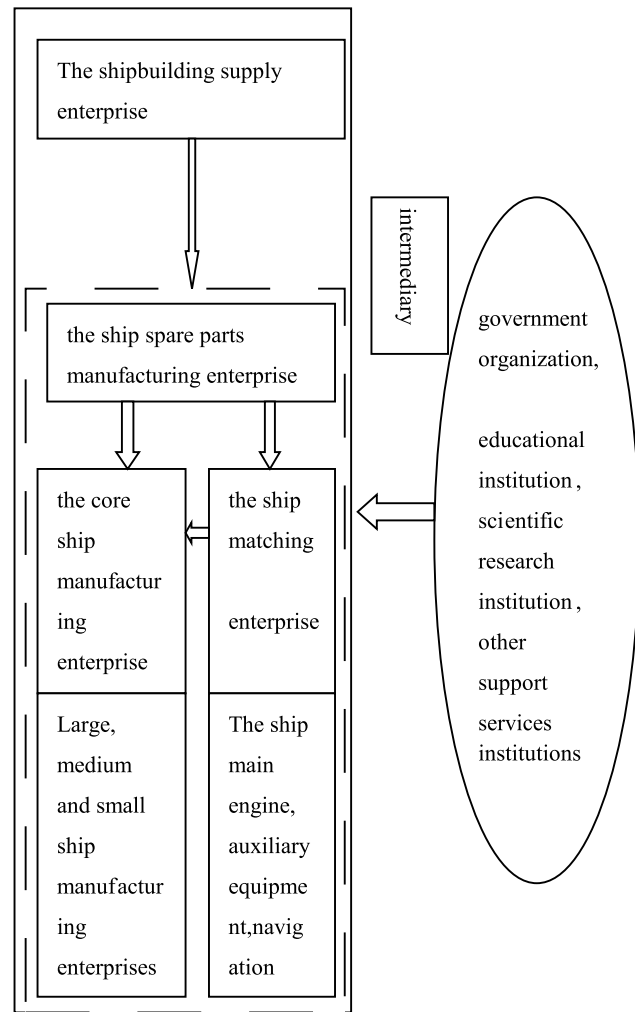 The shipbuilding supply
enterprise
intermediary
the ship spare parts
manufacturing enterprise
the core
ship
manufactur
ing
enterprise
the ship
matching
enterprise
Large,
medium
and small
ship
manufactur
ing
enterprises
The ship
main
engine,
auxiliary
equipme
nt,navig
ation
government
organization,
educational
institution,
scientific
research
institution,
other
support
services
institutions